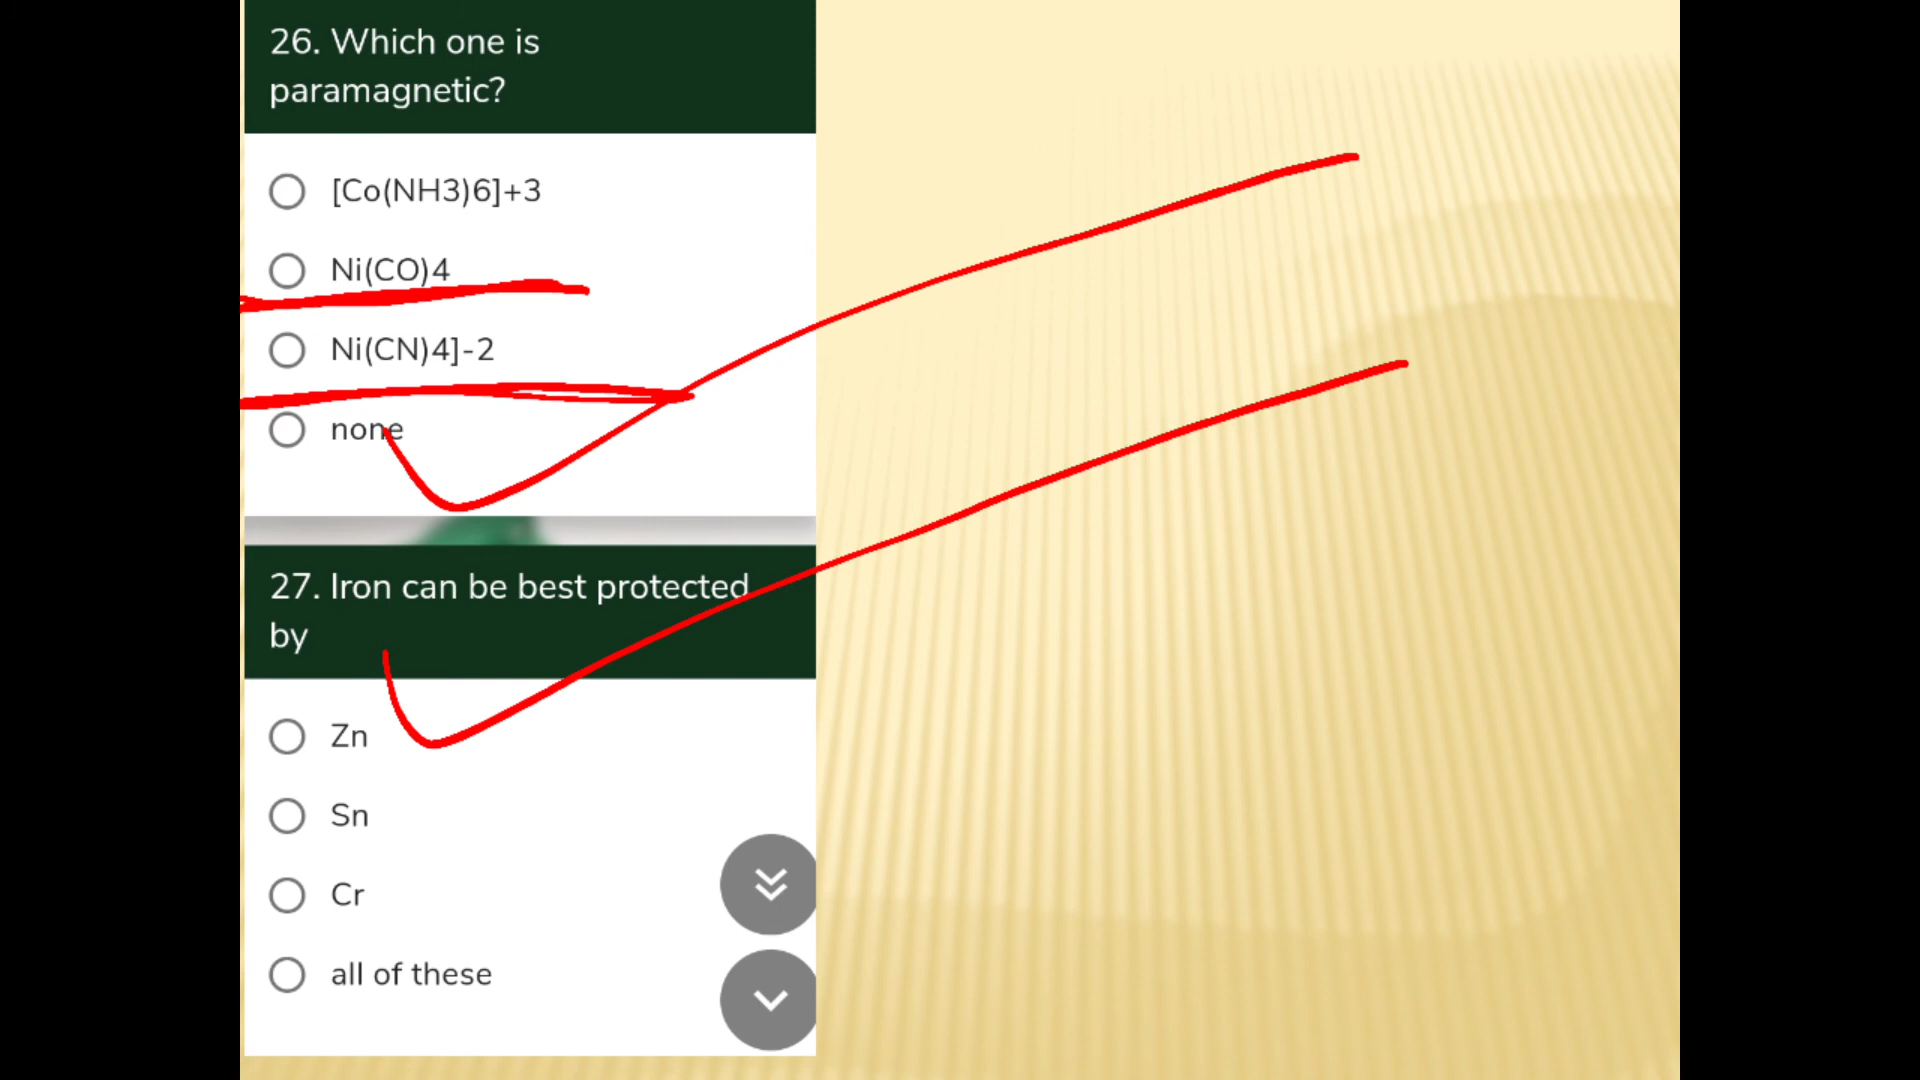 26. Which one is
paramagnetic?
[Co(NH3)6]+3
Ni(CO)4
Ni(CN)4]-2
none
27. Iron can be best protected
by
Zn
Sn
Cr
all of these